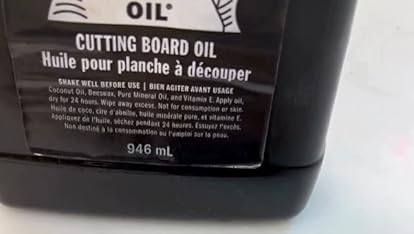 OIL®
CUTTING BOARD OIL
Huile pour planche à découper
SHAKE WELL BEFORE USE | BIEN AGITER AVANT USAGE
Coconut Oil, Beeswax, Pure Mineral Oil, and Vitamin E. Apply oil,
dry for 24 hours. Wipe away excess. Not for consumption or skin.
Huile de coco, cire d'abeille, huile minérale pure, et vitamine E.
Appliquez de l'huile, séchez pendant 24 heures. Essuyez l'excès.
Non destiné à la consommation ou l'emploi sur la peau.
946 mL